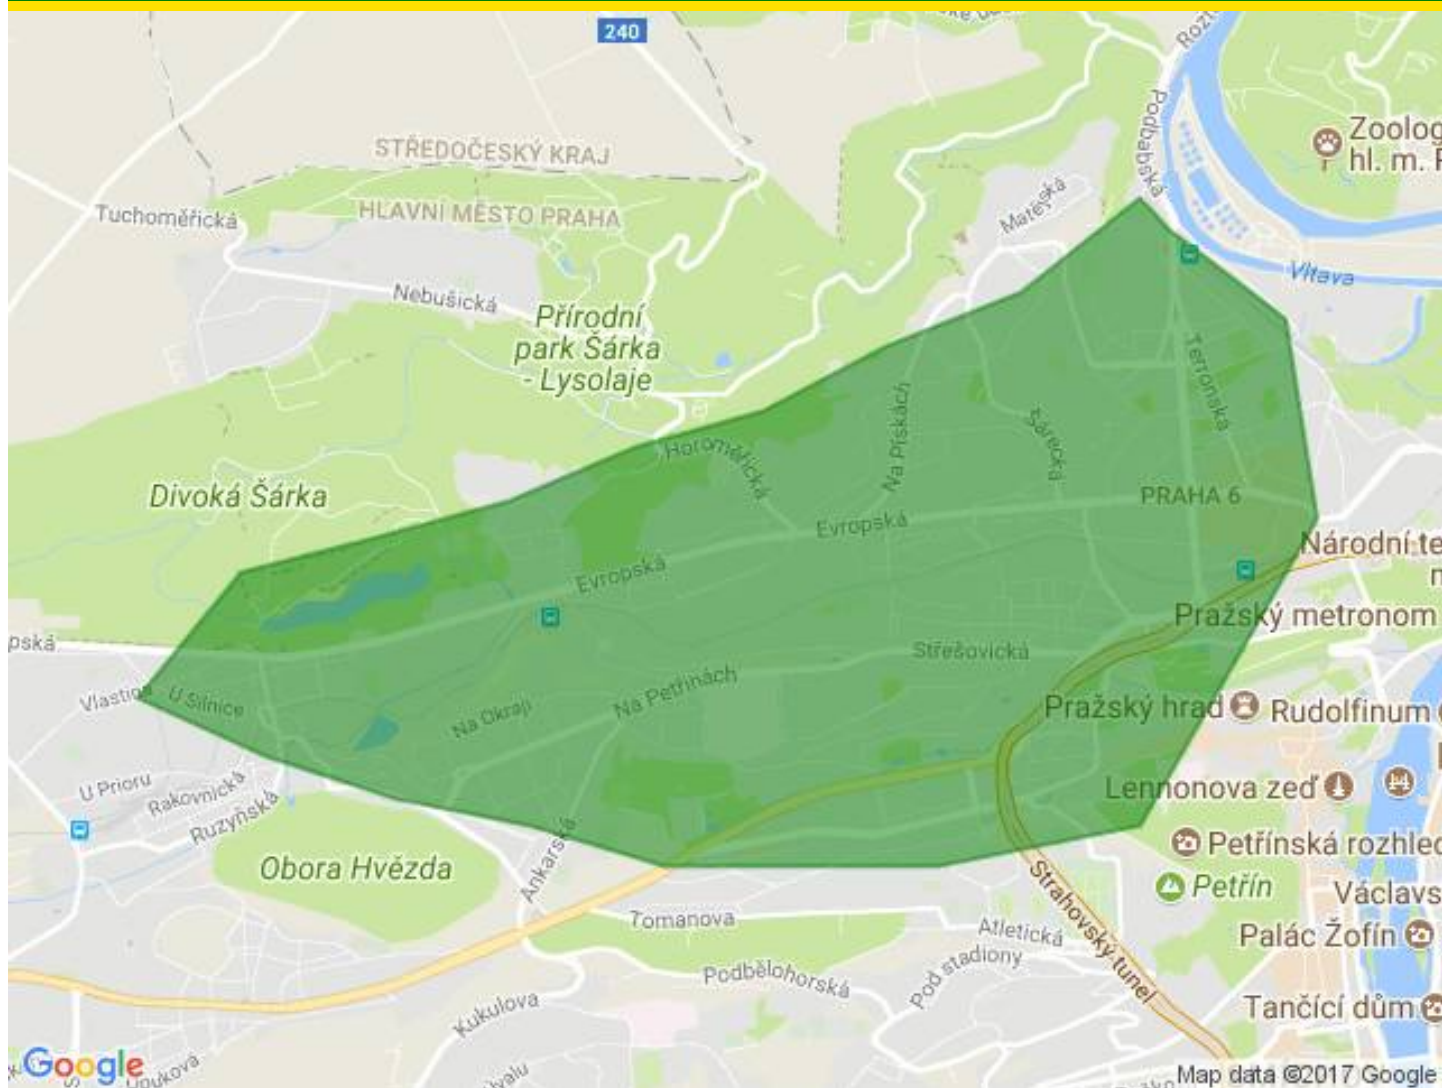 240
Podbabská
Zoolog
hl. m. P
STŘEDOČESKÝ KRAJ
HLAVNÍ MĚSTO PRAHA
Tuchoměřická
Matějská
Nebušická
Vltava
Přírodní
park Šárka
- Lysolaje
Terronská
Na Pískách
Šárecká
Horoměřická
Divoká Šárka
PRAHA 6
Evropská
Národní te
Evropská
Pražský metronom
pská
Střešovická
Vlastina
U Silnice
Na Petřinách
Na Okraji
Pražský hrad
Rudolfinum
U Prioru
Rakovnická
Ruzyňská
Lennonova zeď
Petřínská rozhled
Obora Hvězda
Ankarská
Petřín
Václavs
Tomanova
Strahovský tunel
Atletická
Palác Žofín
Podbělohorská
Pod stadiony
Kukulova
Tančící dům
Google
Map data ©2017 Google